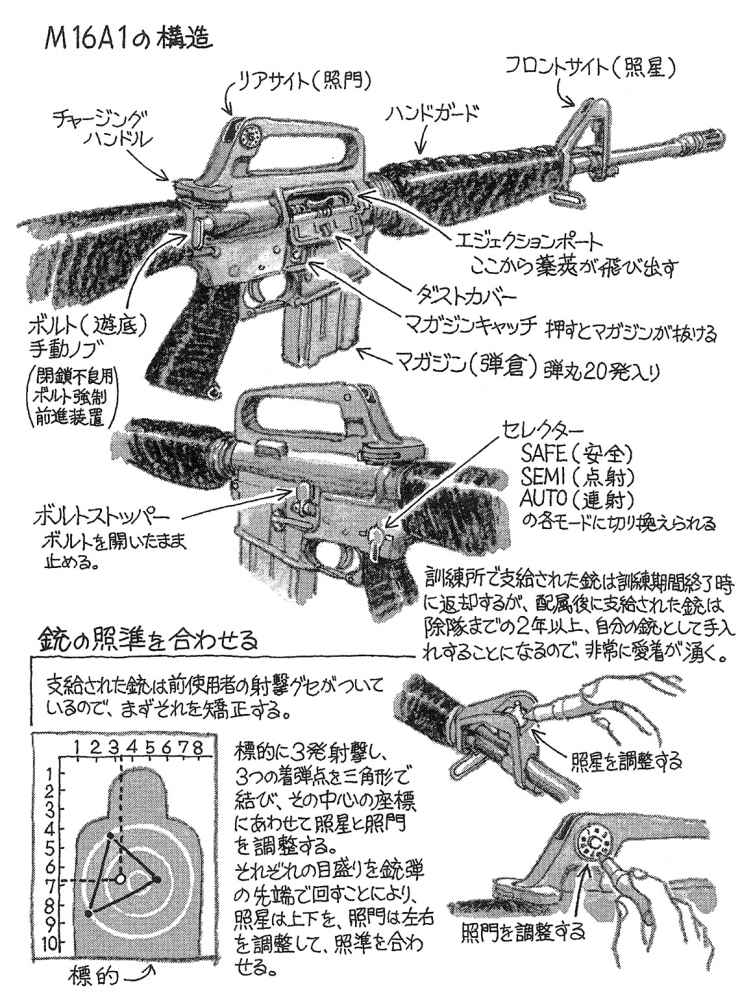 M16A1の構造
フロントサイト(照星)
リアサイト(照門)
ハンドガード
チャージング
ハンドル
エジェクションポート
ここから薬莢が飛び出す
ダストカバー
マガジンキャッチ 押すとマガジンが抜ける
マガジン(弾倉) 弾丸20発入り
ボルト(遊底)
手動ノブ
(閉鎖不良用
ボルト強制
前進装置)
セレクター
SAFE(安全)
SEMI(点射)
AUTO(連射)
の各モードに切り換えられる
ボルトストッパー
ボルトを開いたまま
止める。
訓練所で支給された銃は訓練期間終了時
に返却するが、配属後に支給された銃は
除隊までの2年以上、自分の銃として手入
れすることになるので、非常に愛着が湧く。
銃の照準を合わせる
支給された銃は前使用者の射撃グセがついて
いるので、まずそれを矯正する。
1 2 3 4 5 6 7 8
1
2
3
4
5
6
7
8
9
10
標的
標的に3発射撃し、
3つの着弾点を三角形で
結び、その中心の座標
にあわせて照星と照門
を調整する。
それぞれの目盛りを銃弾
の先端で回すことにより、
照星は上下を、照門は左右
を調整して、照準を合わ
せる。
照星を調整する
照門を調整する